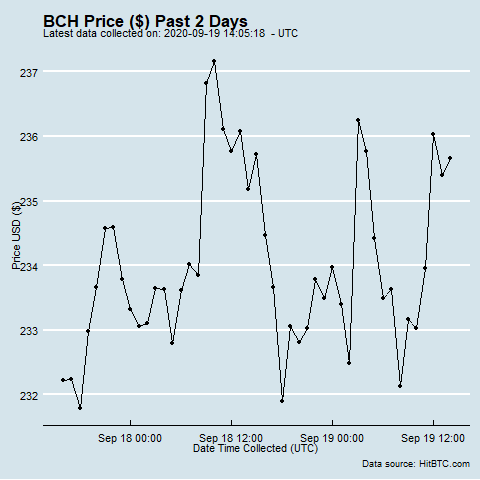 BCH Price ($) Past 2 Days
Latest data collected on: 2020-09-19 14:05:18 - UTC
237
236
235
234
233
232
Price USD ($)
Sep 18 00:00 Sep 18 12:00 Sep 19 00:00 Sep 19 12:00
Date Time Collected (UTC)
Data source: HitBTC.com